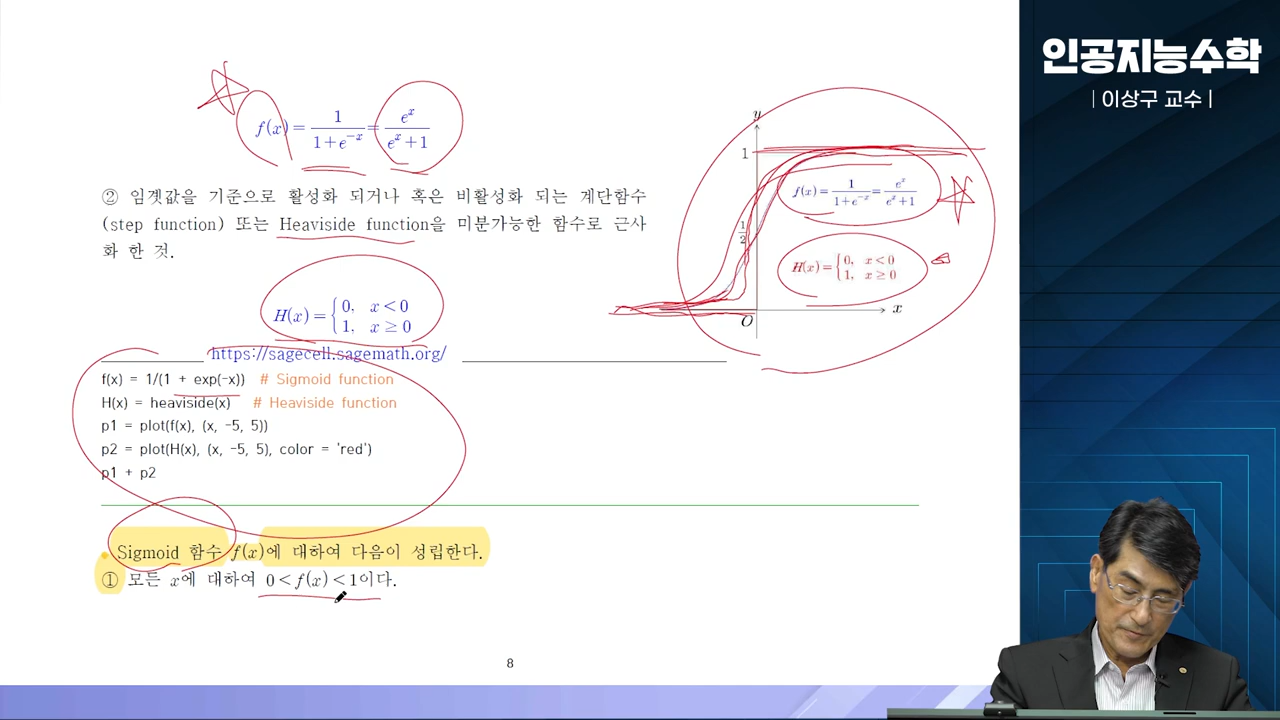 f(x) = 1/(1+e^{-x}) = e^x/(e^x+1)
② 임곗값을 기준으로 활성화 되거나 혹은 비활성화 되는 계단함수
(step function) 또는 Heaviside function을 미분가능한 함수로 근사
화 한 것.
H(x) = { 0, x < 0
1, x ≥ 0
https://sagecell.sagemath.org/
f(x) = 1/(1 + exp(-x)) # Sigmoid function
H(x) = heaviside(x) # Heaviside function
p1 = plot(f(x), (x, -5, 5))
p2 = plot(H(x), (x, -5, 5), color = 'red')
p1 + p2
• Sigmoid 함수 f(x)에 대하여 다음이 성립한다.
① 모든 x에 대하여 0 < f(x) < 1이다.
8
y
1
f(x) = 1/(1+e^{-x}) = e^x/(e^x+1)
1/2
H(x) = { 0, x < 0
1, x ≥ 0
O
x
인공지능수학
| 이상구 교수 |